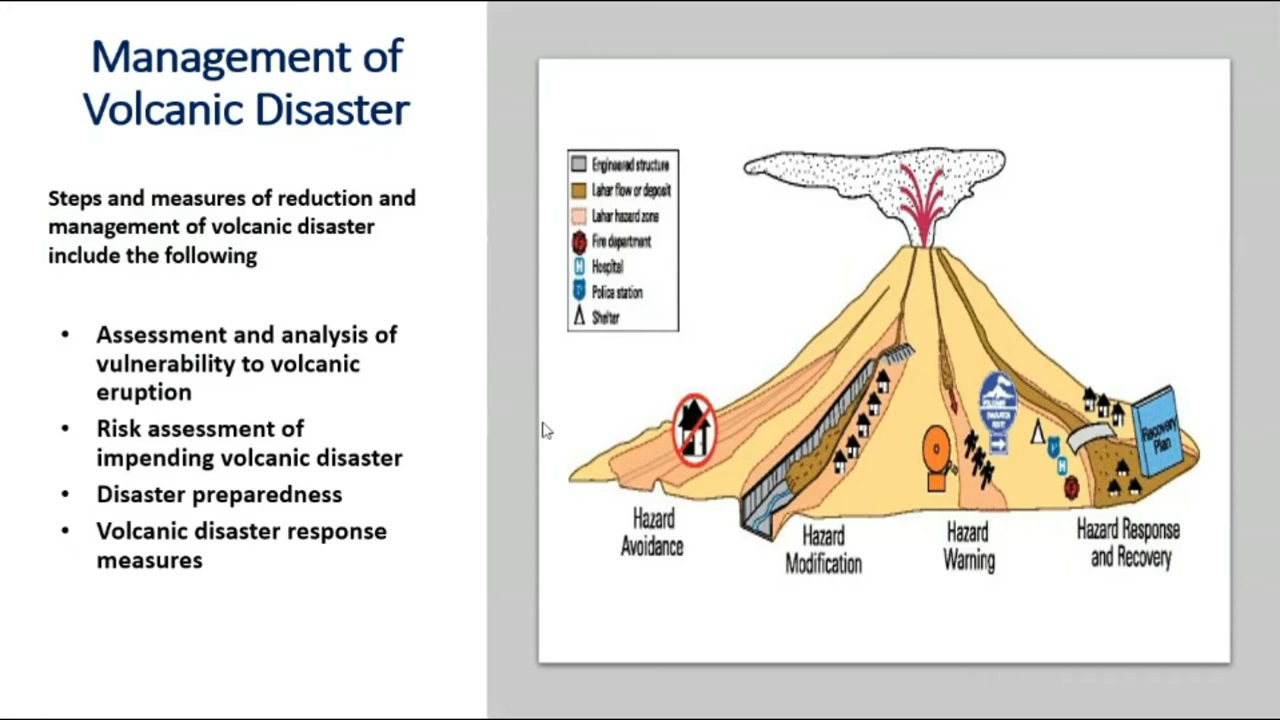 Management of
Volcanic Disaster
Steps and measures of reduction and
management of volcanic disaster
include the following
• Assessment and analysis of
vulnerability to volcanic
eruption
• Risk assessment of
impending volcanic disaster
• Disaster preparedness
• Volcanic disaster response
measures
Engineered structure
Lahar flow or deposit
Lahar hazard zone
Fire department
H Hospital
Police station
Shelter
Recovery
Plan
H
Hazard
Avoidance
Hazard
Modification
Hazard
Warning
Hazard Response
and Recovery